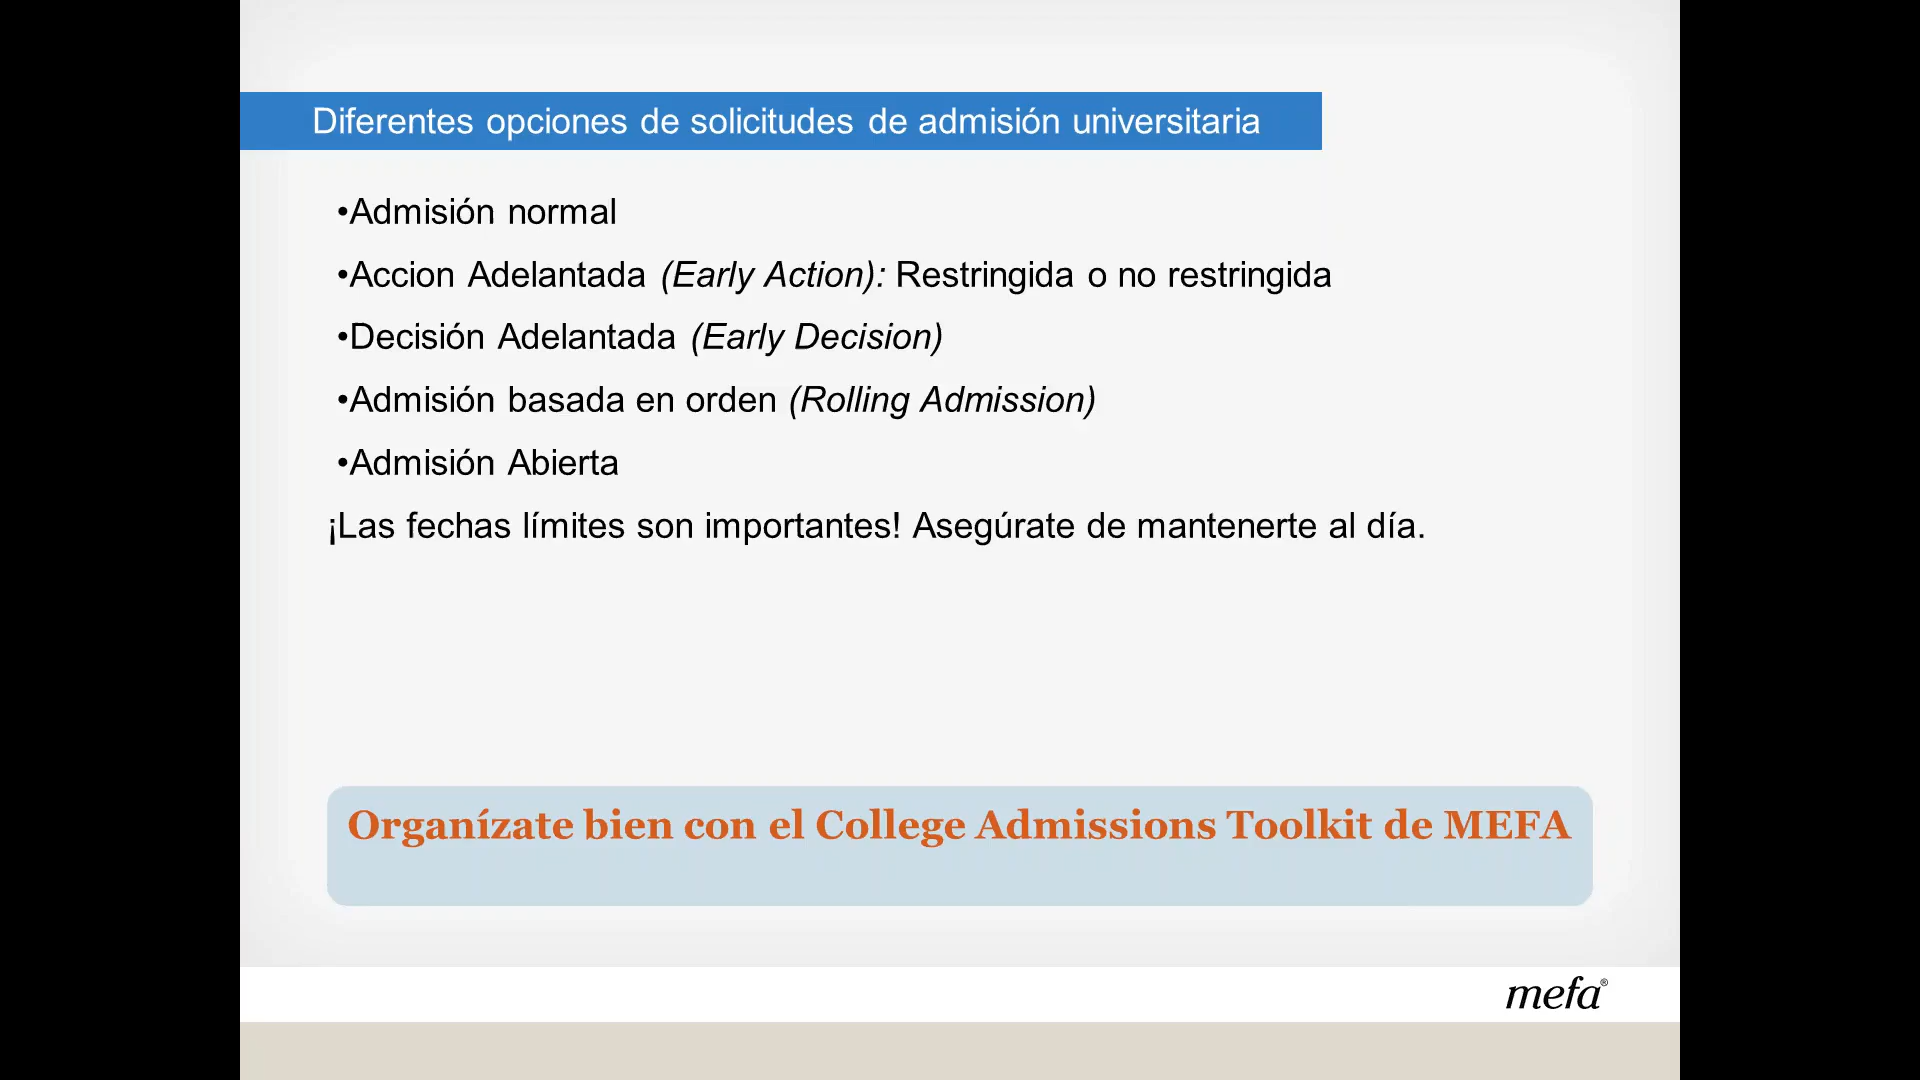 Diferentes opciones de solicitudes de admisión universitaria
•Admisión normal
•Accion Adelantada (Early Action): Restringida o no restringida
•Decisión Adelantada (Early Decision)
•Admisión basada en orden (Rolling Admission)
•Admisión Abierta
¡Las fechas límites son importantes! Asegúrate de mantenerte al día.
Organízate bien con el College Admissions Toolkit de MEFA
mefa®